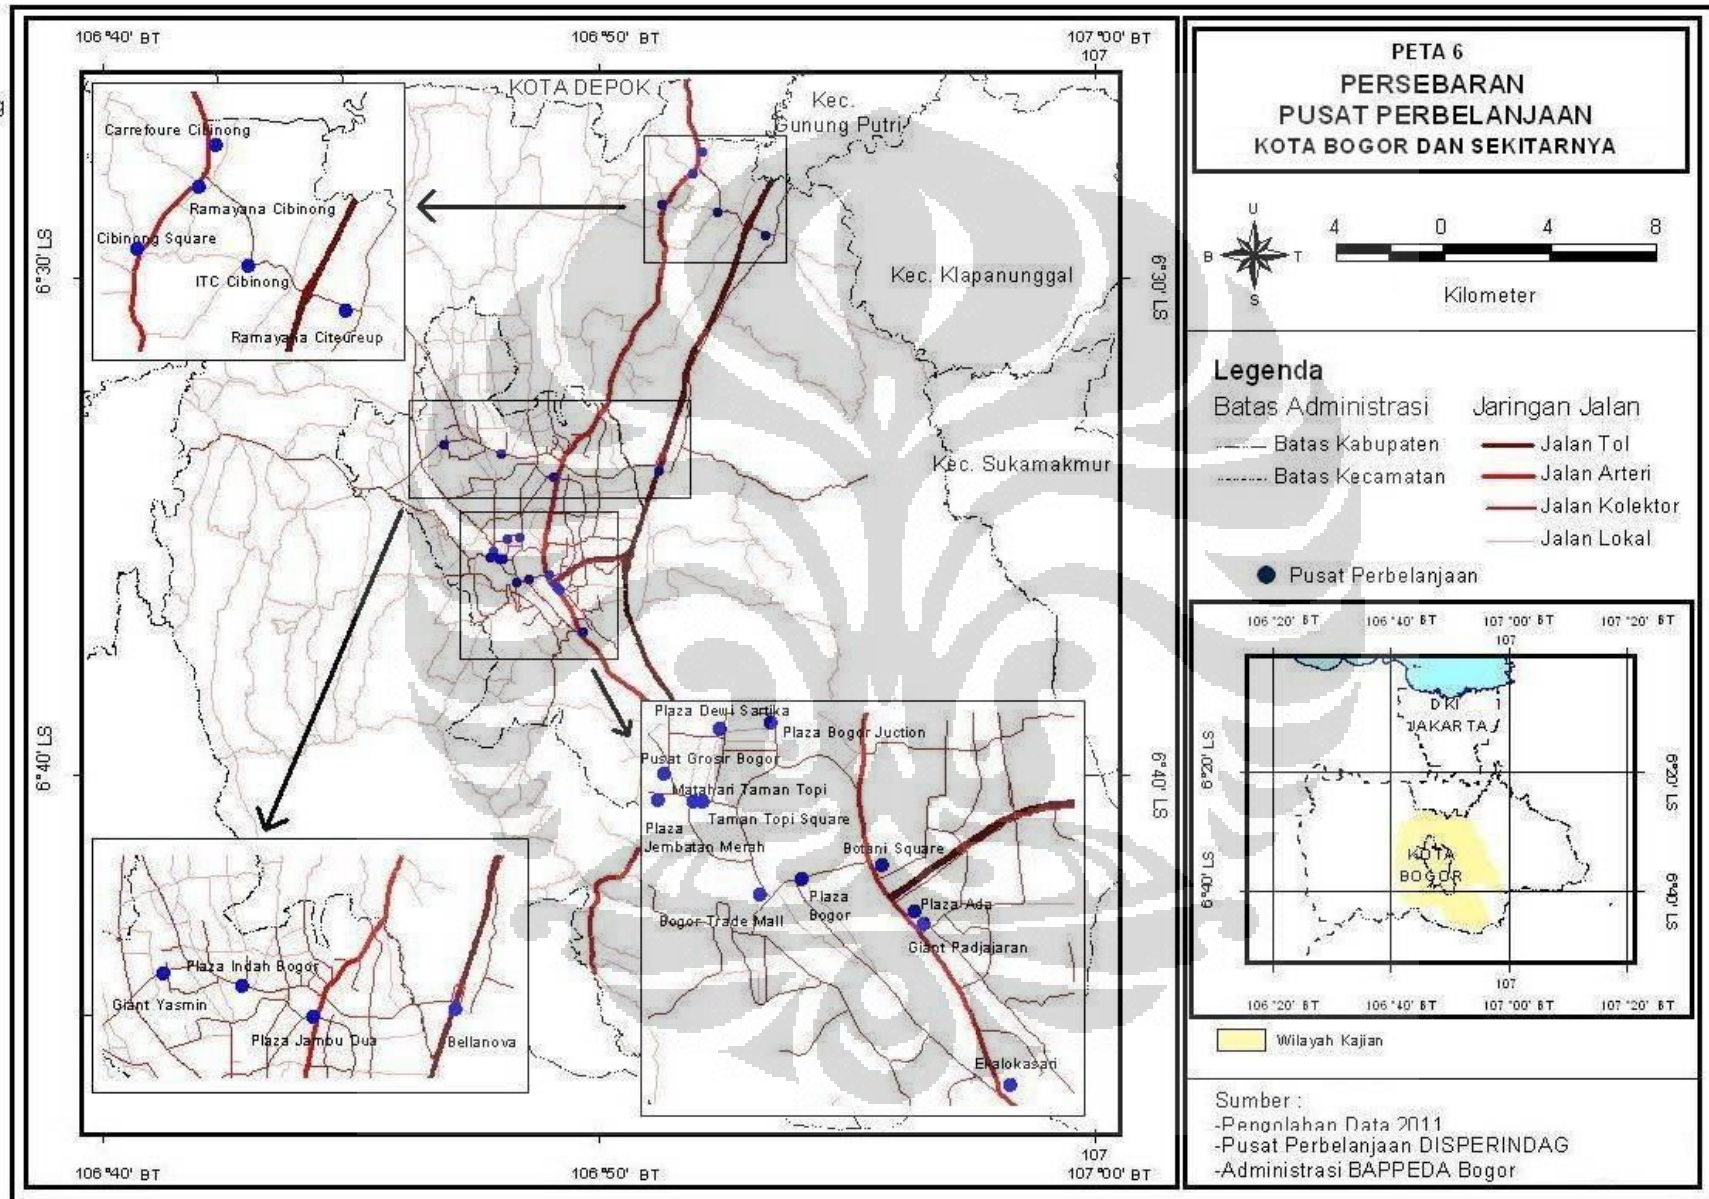 106°40' BT
106°50' BT
107°00' BT
107
g
KOTA DEPOK
Kec.
Gunung Putri
Carrefoure Cibinong
Ramayana Cibinong
Cibinong Square
ITC Cibinong
Ramayana Citeureup
6°30' LS
6°30' LS
Kec. Klapanunggal
Kec. Sukamakmur
6°40' LS
6°40' LS
Plaza Dewi Sartika
Plaza Bogor Juction
Pusat Grosir Bogor
Matahari Taman Topi
Taman Topi Square
Plaza
Jembatan Merah
Botani Square
Plaza
Bogor
Bogor Trade Mall
Plaza Ada
Giant Padjajaran
Ekalokasari
Plaza Indah Bogor
Giant Yasmin
Plaza Jambu Dua
Bellanova
106°40' BT
106°50' BT
107
107°00' BT
PETA 6
PERSEBARAN
PUSAT PERBELANJAAN
KOTA BOGOR DAN SEKITARNYA
U
B T
S
4 0 4 8
Kilometer
Legenda
Batas Administrasi
Batas Kabupaten
Batas Kecamatan
Jaringan Jalan
Jalan Tol
Jalan Arteri
Jalan Kolektor
Jalan Lokal
Pusat Perbelanjaan
106°20' BT
106°40' BT
107°00' BT
107°20' BT
107
DKI
JAKARTA
6°20' LS
6°20' LS
KOTA
BOGOR
6°40' LS
6°40' LS
107
106°20' BT
106°40' BT
107°00' BT
107°20' BT
Wilayah Kajian
Sumber :
-Pengolahan Data 2011
-Pusat Perbelanjaan DISPERINDAG
-Administrasi BAPPEDA Bogor